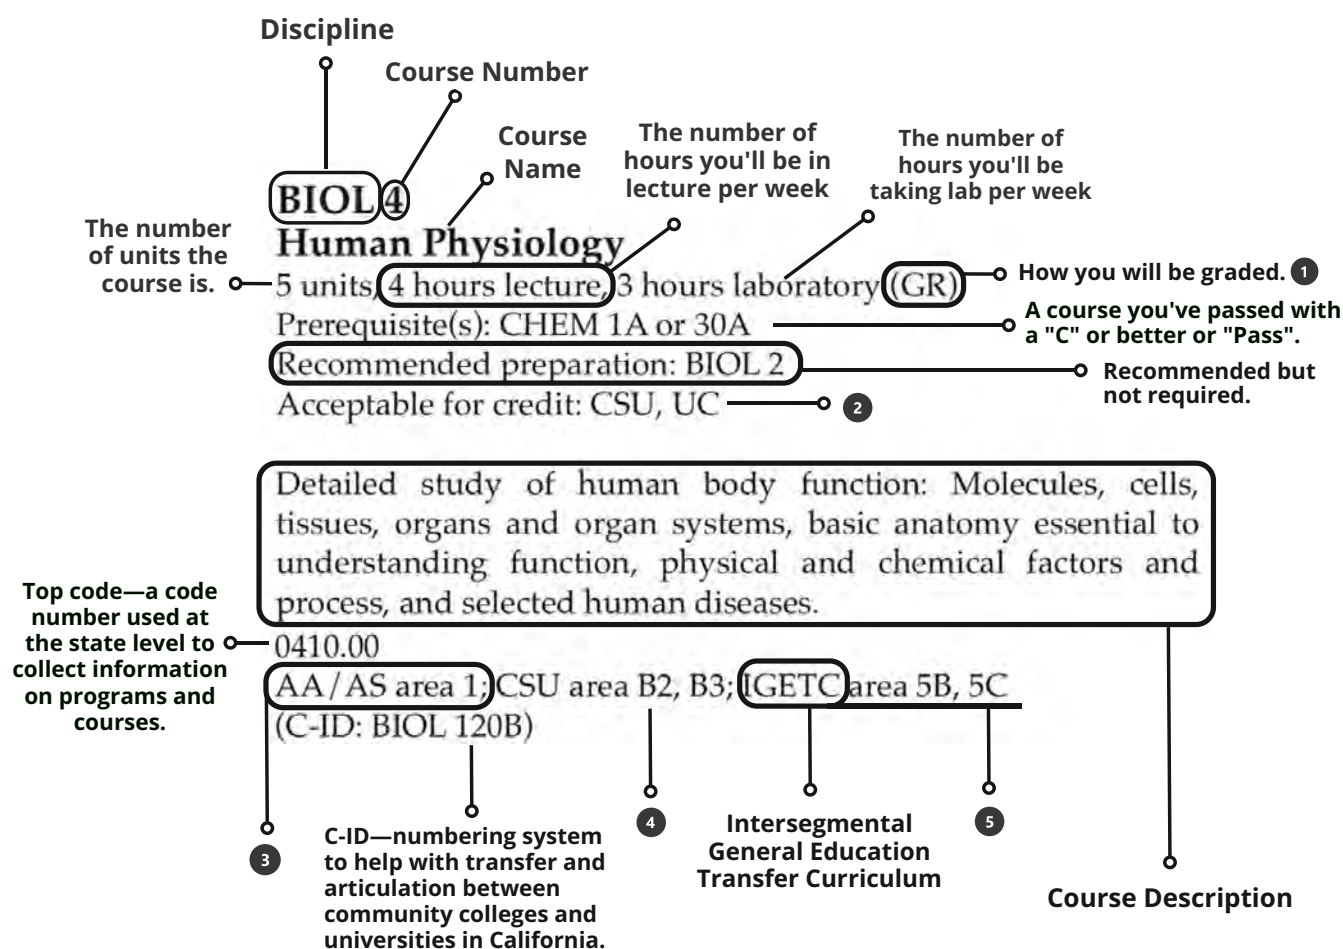 Discipline
Course Number
Course
Name
The number of
hours you'll be in
lecture per week
The number of
hours you'll be
taking lab per week
BIOL 4
Human Physiology
The number
of units the
course is.
5 units, 4 hours lecture, 3 hours laboratory (GR)
How you will be graded. 1
Prerequisite(s): CHEM 1A or 30A
A course you've passed with
a "C" or better or "Pass".
Recommended preparation: BIOL 2
Recommended but
not required.
Acceptable for credit: CSU, UC
2
Detailed study of human body function: Molecules, cells,
tissues, organs and organ systems, basic anatomy essential to
understanding function, physical and chemical factors and
process, and selected human diseases.
Top code—a code
number used at
the state level to
collect information
on programs and
courses.
0410.00
AA/AS area 1; CSU area B2, B3; IGETC area 5B, 5C
(C-ID: BIOL 120B)
3
C-ID—numbering system
to help with transfer and
articulation between
community colleges and
universities in California.
4
Intersegmental
General Education
Transfer Curriculum
5
Course Description